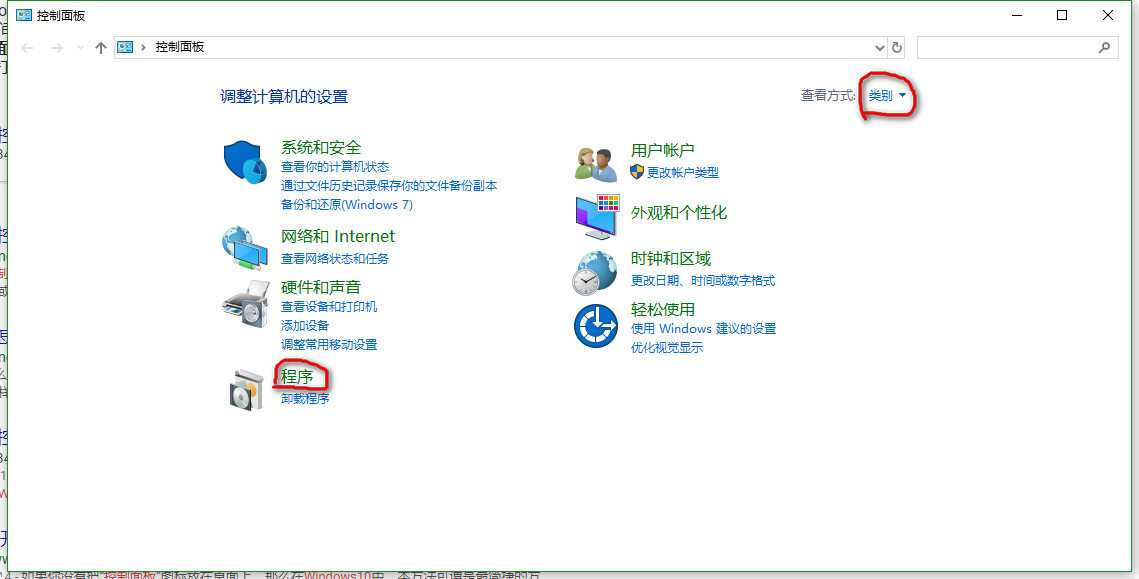 控制面板
控制面板
调整计算机的设置
查看方式: 类别
系统和安全
查看你的计算机状态
通过文件历史记录保存你的文件备份副本
备份和还原(Windows 7)
网络和 Internet
查看网络状态和任务
硬件和声音
查看设备和打印机
添加设备
调整常用移动设置
程序
卸载程序
用户帐户
更改帐户类型
外观和个性化
时钟和区域
更改日期、时间或数字格式
轻松使用
使用 Windows 建议的设置
优化视觉显示
如果你没有把"控制面板"图标放在桌面上，那么在Windows10中，本方法可谓是最简捷的方